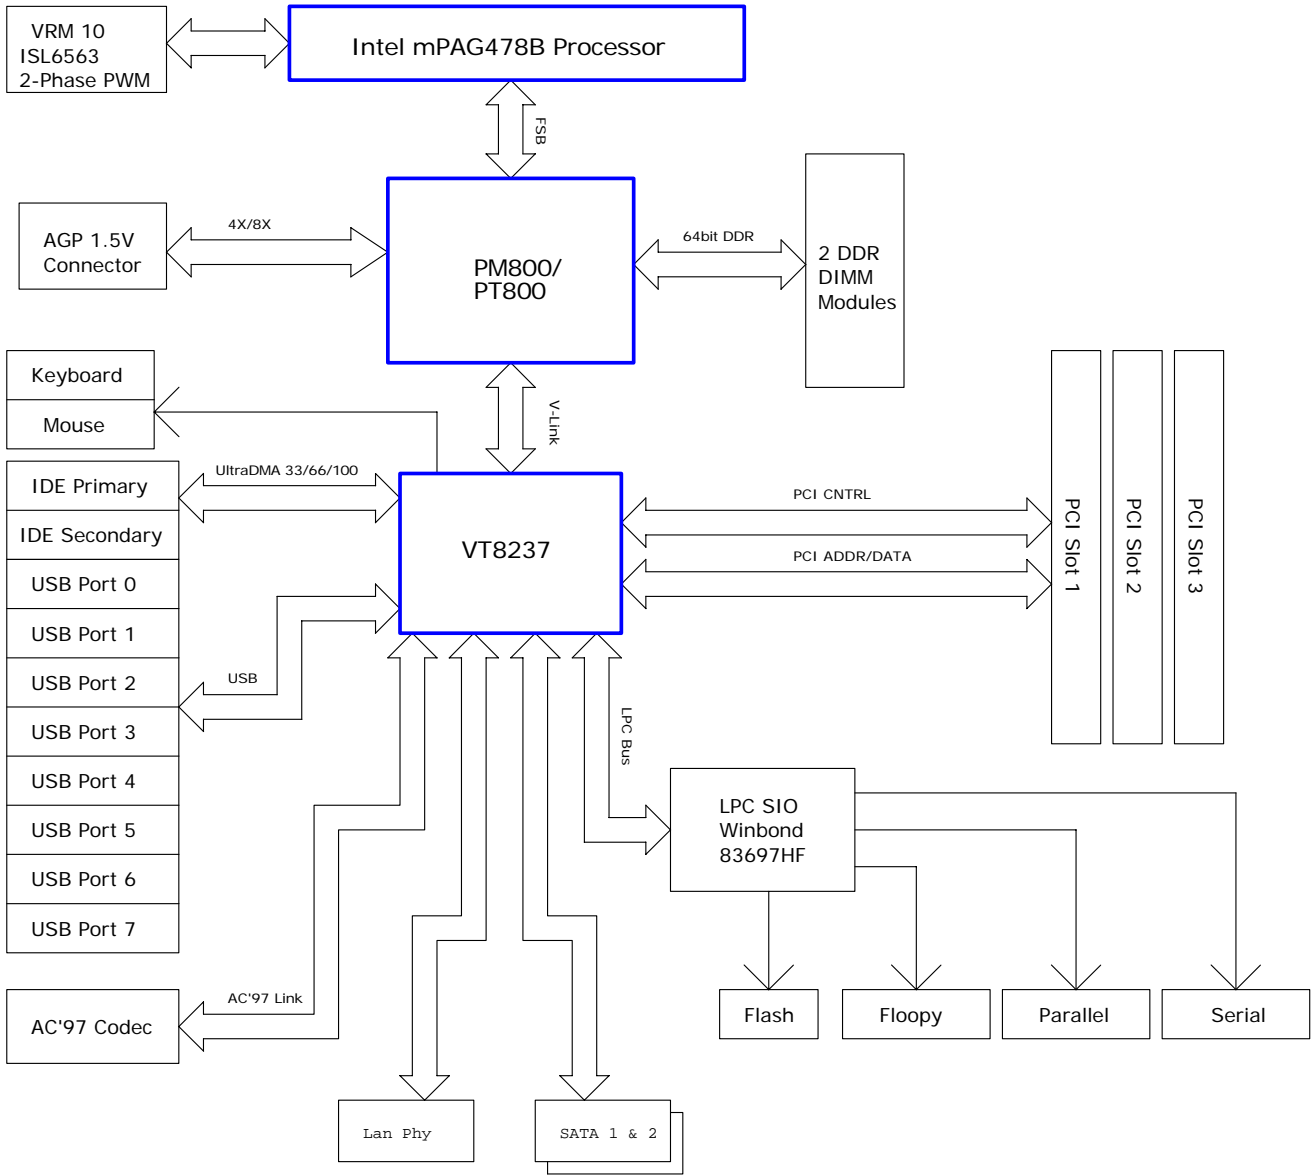 VRM 10
ISL6563
2-Phase PWM
Intel mPAG478B Processor
FSB
AGP 1.5V
Connector
4X/8X
PM800/
PT800
64bit DDR
2 DDR
DIMM
Modules
Keyboard
Mouse
V-Link
IDE Primary
IDE Secondary
USB Port 0
USB Port 1
USB Port 2
USB Port 3
USB Port 4
USB Port 5
USB Port 6
USB Port 7
UltraDMA 33/66/100
VT8237
PCI CNTRL
PCI ADDR/DATA
PCI Slot 1
PCI Slot 2
PCI Slot 3
USB
LPC Bus
LPC SIO
Winbond
83697HF
AC'97 Codec
AC'97 Link
Flash
Floopy
Parallel
Serial
Lan Phy
SATA 1 & 2